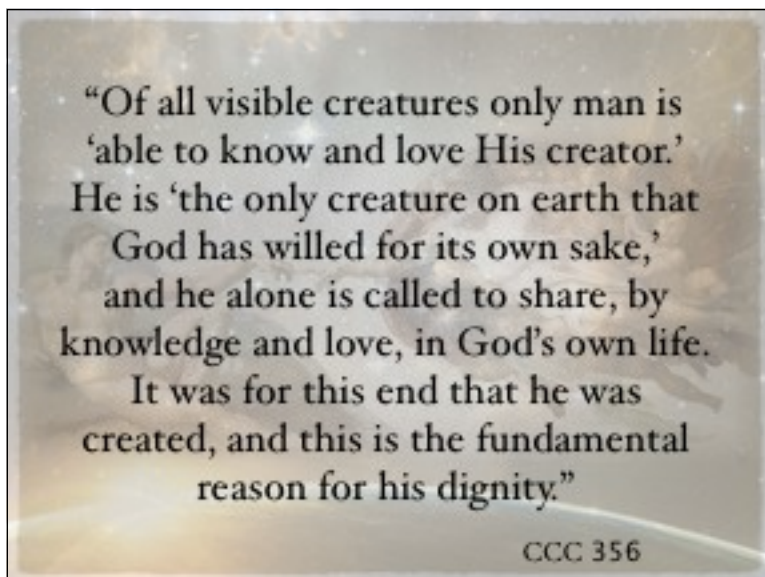 “Of all visible creatures only man is
‘able to know and love His creator.’
He is ‘the only creature on earth that
God has willed for its own sake,’
and he alone is called to share, by
knowledge and love, in God’s own life.
It was for this end that he was
created, and this is the fundamental
reason for his dignity.”
CCC 356